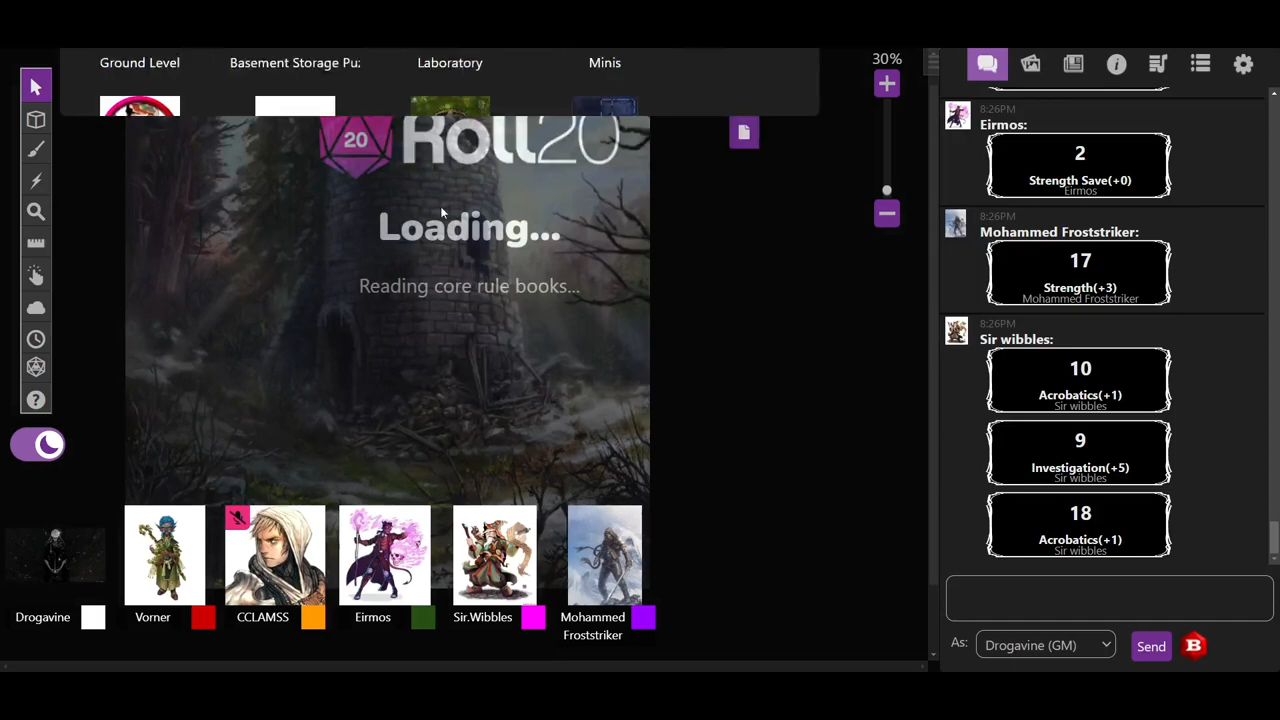 Ground Level
Basement Storage Pu:
Laboratory
Minis
30%
20
Roll20
Loading...
Reading core rule books...
Drogavine
Vorner
CCLAMSS
Eirmos
Sir.Wibbles
Mohammed
Froststriker
8:26PM
Eirmos:
2
Strength Save(+0)
Eirmos
8:26PM
Mohammed Froststriker:
17
Strength(+3)
Mohammed Froststriker
8:26PM
Sir wibbles:
10
Acrobatics(+1)
Sir wibbles
9
Investigation(+5)
Sir wibbles
18
Acrobatics(+1)
Sir wibbles
As:
Drogavine (GM)
Send
B